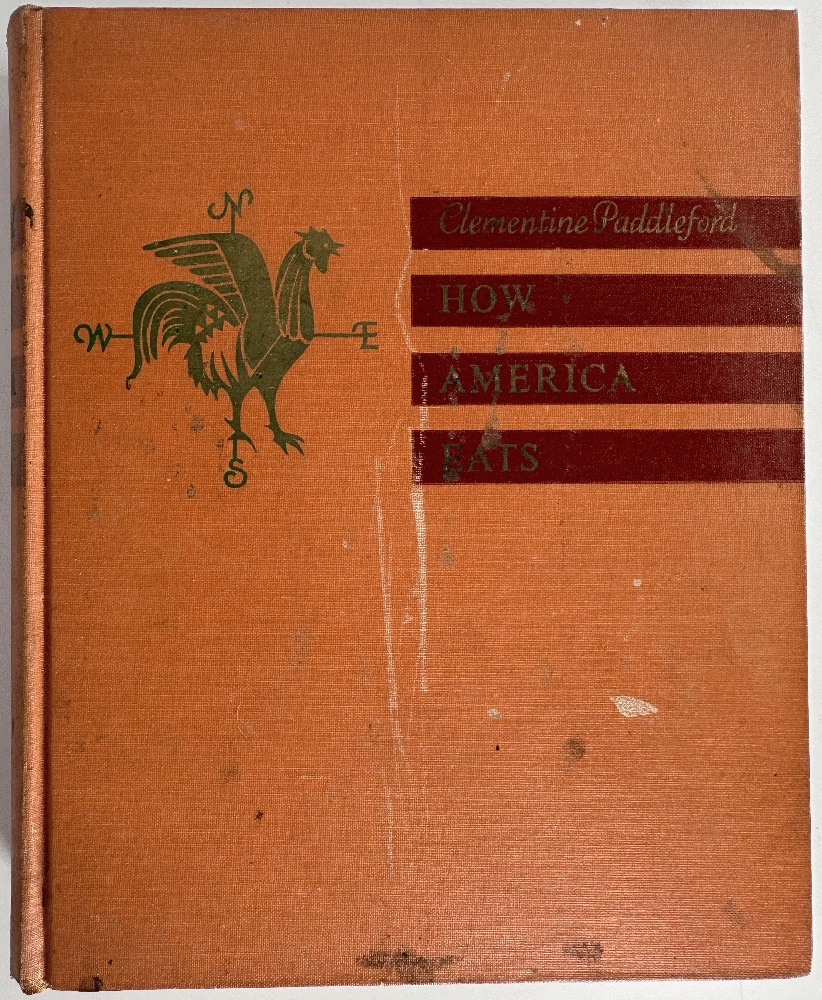 N
W E
S
Clementine Paddleford
HOW
AMERICA
EATS